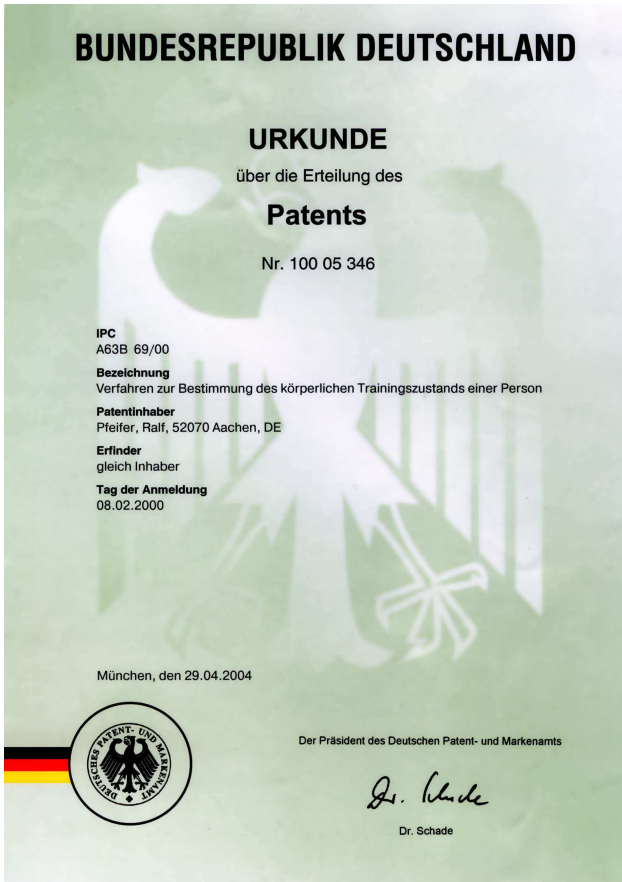 BUNDESREPUBLIK DEUTSCHLAND
URKUNDE
über die Erteilung des
Patents
Nr. 100 05 346
IPC
A63B 69/00
Bezeichnung
Verfahren zur Bestimmung des körperlichen Trainingszustands einer Person
Patentinhaber
Pfeifer, Ralf, 52070 Aachen, DE
Erfinder
gleich Inhaber
Tag der Anmeldung
08.02.2000
München, den 29.04.2004
DEUTSCHES PATENT- UND MARKENAMT
Der Präsident des Deutschen Patent- und Markenamts
Dr. Schade
Dr. Schade